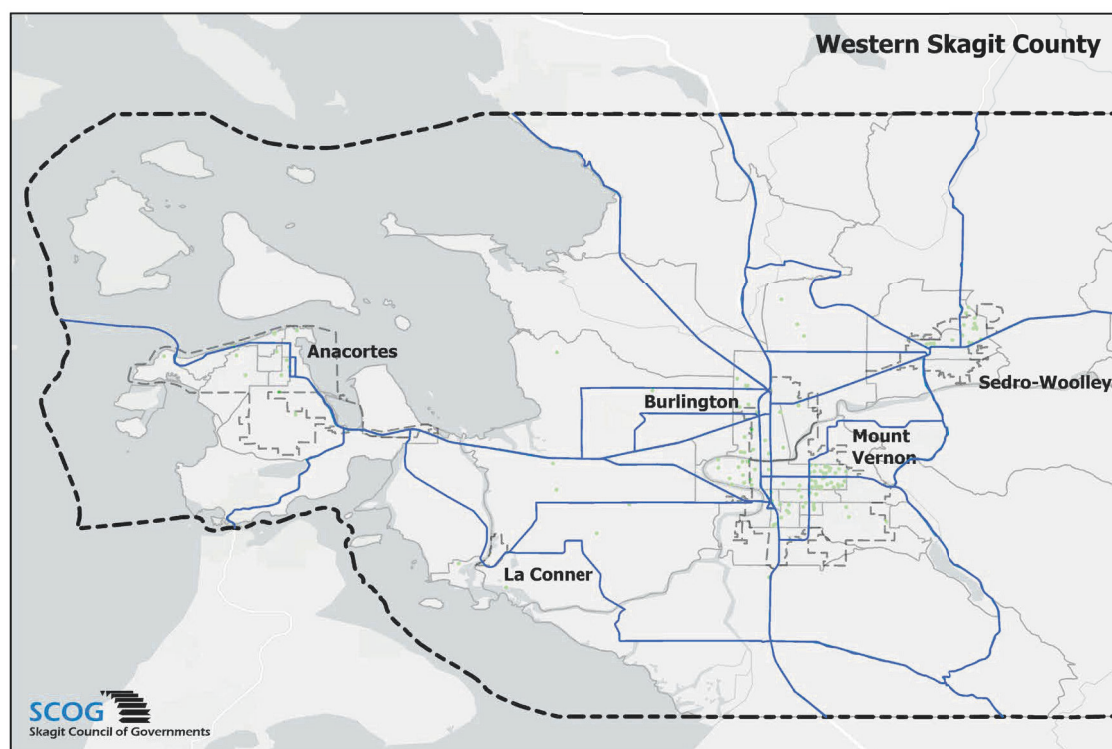 Western Skagit County
Anacortes
Sedro-Woolley
Burlington
Mount
Vernon
La Conner
SCOG
Skagit Council of Governments